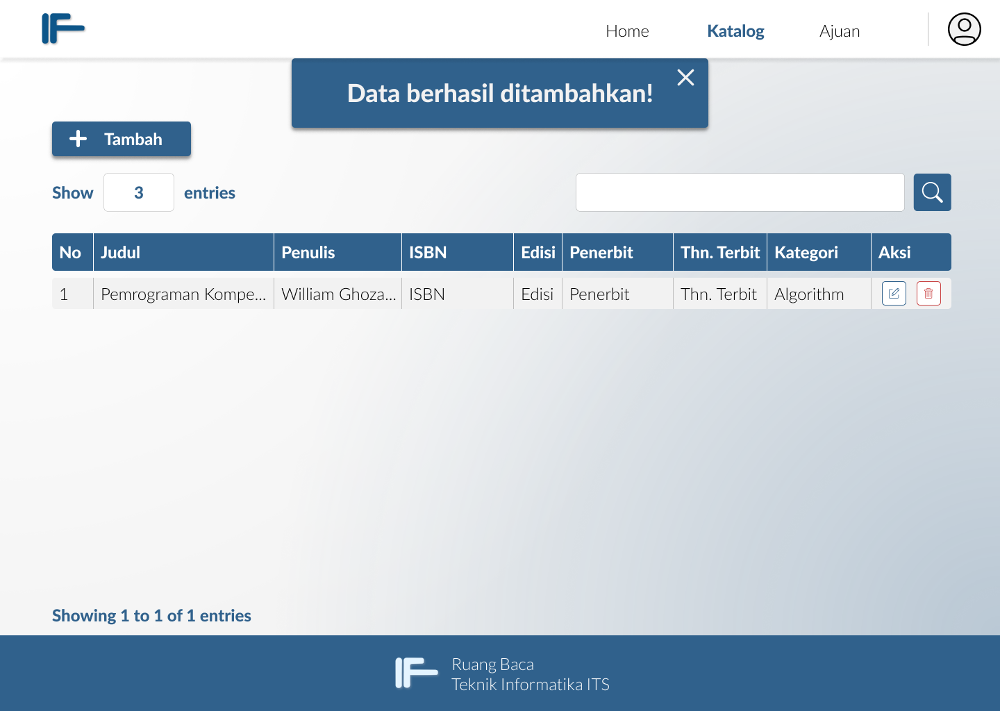 Home Katalog Ajuan
Data berhasil ditambahkan!
Tambah
Show 3 entries
No Judul Penulis ISBN Edisi Penerbit Thn. Terbit Kategori Aksi
1 Pemrograman Kompe... William Ghoza... ISBN Edisi Penerbit Thn. Terbit Algorithm
Showing 1 to 1 of 1 entries
Ruang Baca
Teknik Informatika ITS